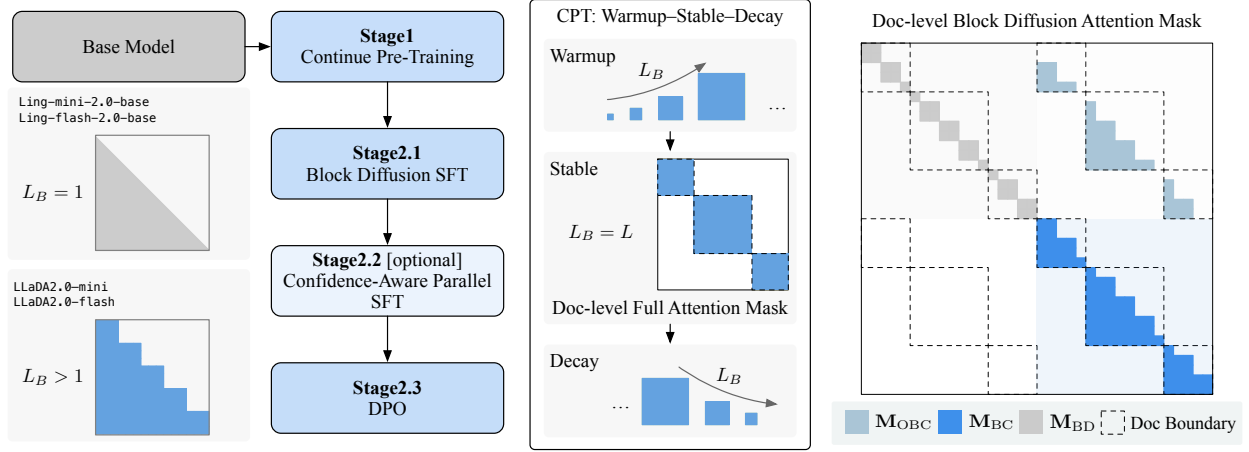 Base Model
Ling-mini-2.0-base
Ling-flash-2.0-base
L_B = 1
LLaDA2.0-mini
LLaDA2.0-flash
L_B > 1
Stage1
Continue Pre-Training
Stage2.1
Block Diffusion SFT
Stage2.2 [optional]
Confidence-Aware Parallel
SFT
Stage2.3
DPO
CPT: Warmup–Stable–Decay
Warmup
L_B
...
Stable
L_B = L
Doc-level Full Attention Mask
Decay
L_B
...
Doc-level Block Diffusion Attention Mask
M_OBC M_BC M_BD Doc Boundary